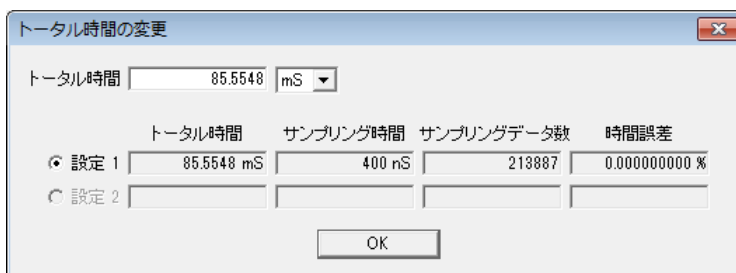 トータル時間の変更
トータル時間 85.5548 mS
トータル時間 サンプリング時間 サンプリングデータ数 時間誤差
設定 1 85.5548 mS 400 nS 213887 0.000000000 %
設定 2
OK